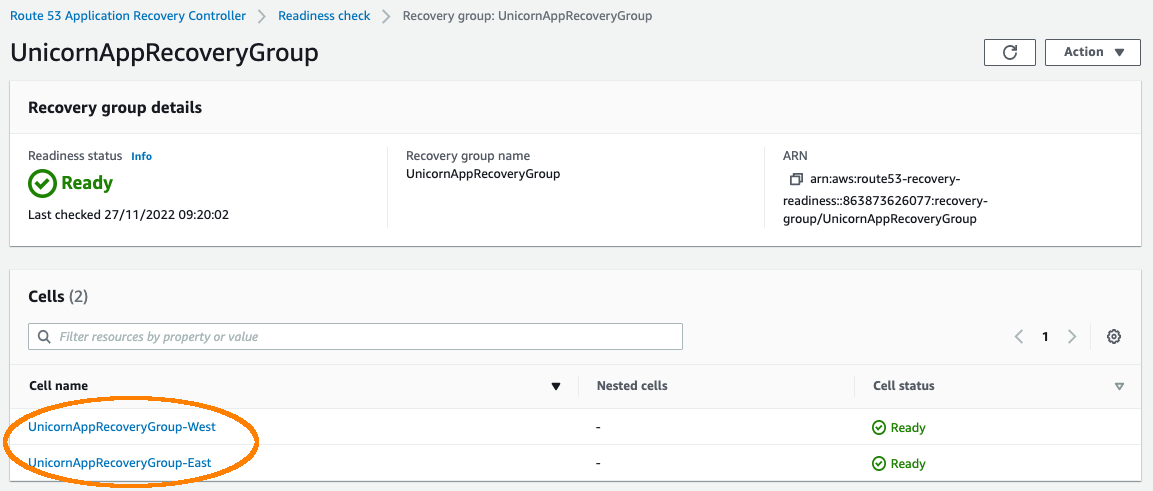 Route 53 Application Recovery Controller > Readiness check > Recovery group: UnicornAppRecoveryGroup
UnicornAppRecoveryGroup
Action
Recovery group details
Readiness status Info
Ready
Last checked 27/11/2022 09:20:02
Recovery group name
UnicornAppRecoveryGroup
ARN
arn:aws:route53-recovery-
readiness::863873626077:recovery-
group/UnicornAppRecoveryGroup
Cells (2)
Filter resources by property or value
1
Cell name Nested cells Cell status
UnicornAppRecoveryGroup-West - Ready
UnicornAppRecoveryGroup-East - Ready